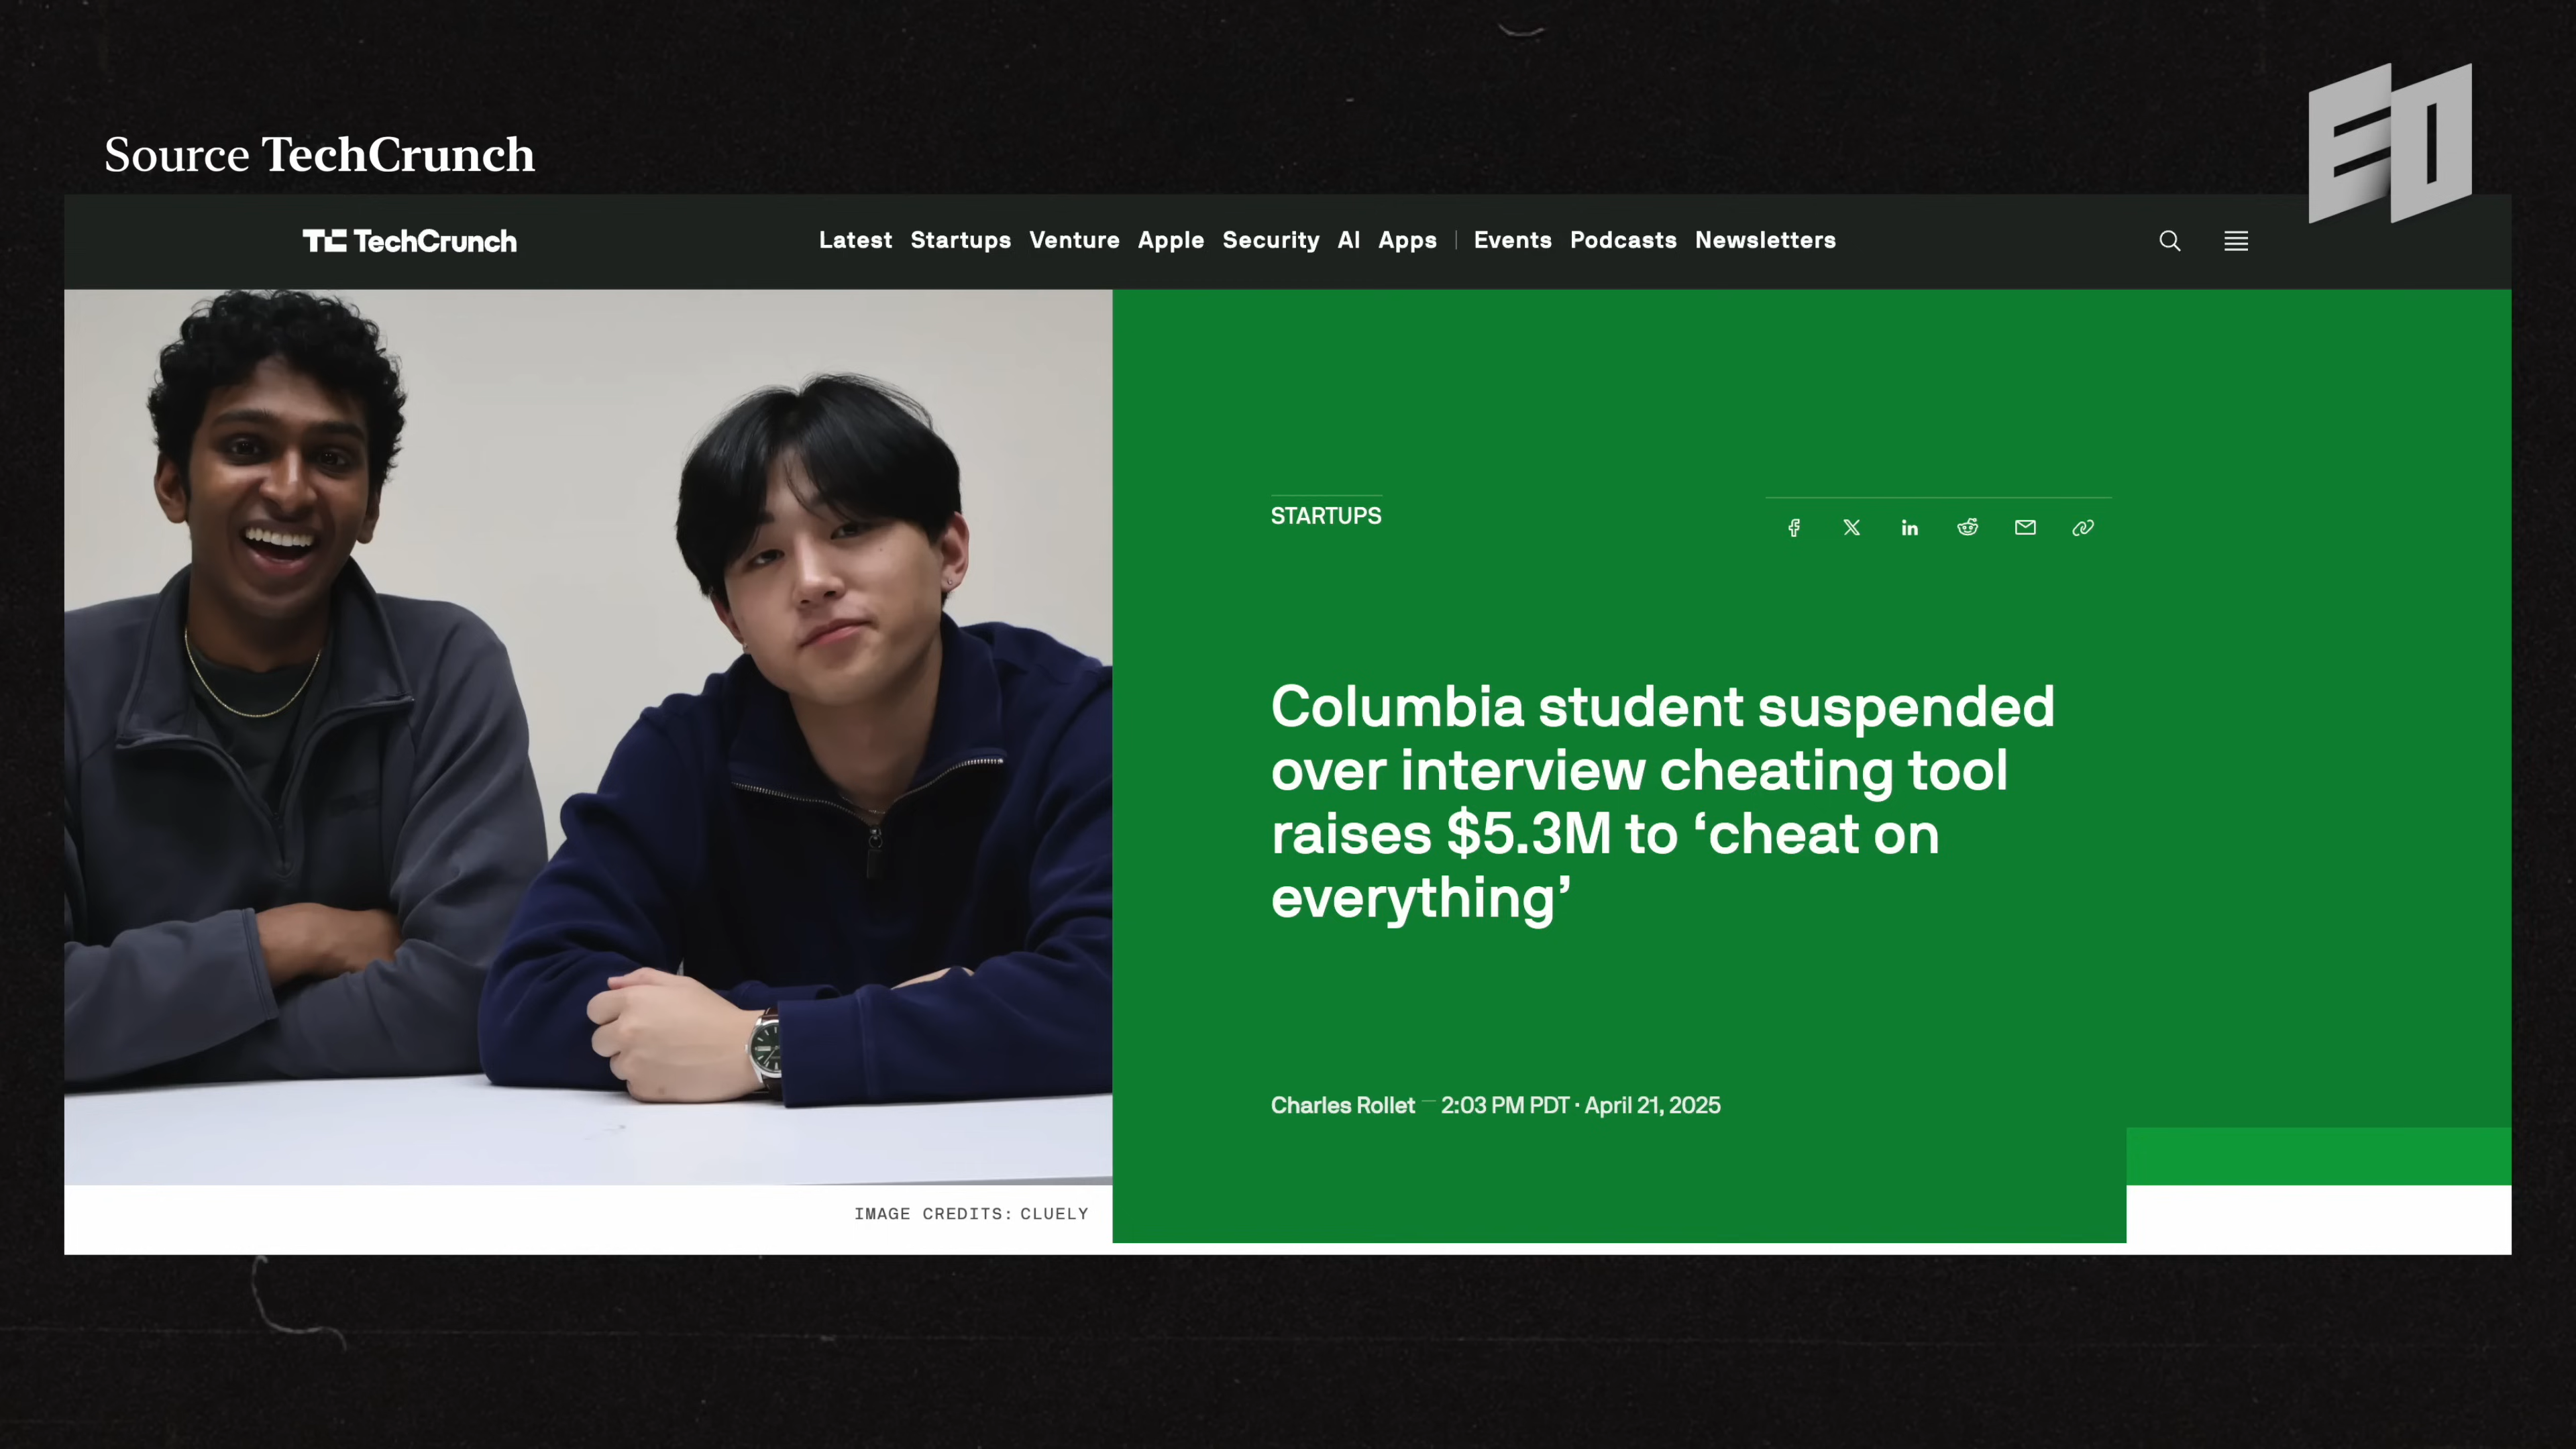 EO
Source TechCrunch
TC TechCrunch
Latest Startups Venture Apple Security AI Apps Events Podcasts Newsletters
STARTUPS
Columbia student suspended
over interview cheating tool
raises $5.3M to ‘cheat on
everything’
Charles Rollet — 2:03 PM PDT · April 21, 2025
IMAGE CREDITS: CLUELY